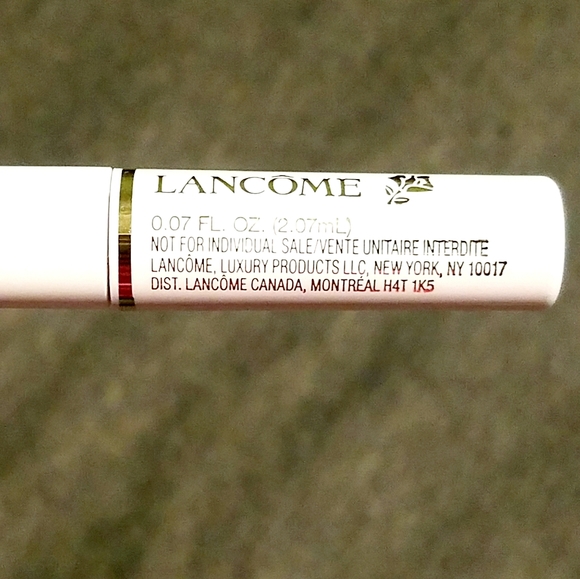 LANCÔME
0.07 FL. OZ. (2.07mL)
NOT FOR INDIVIDUAL SALE/VENTE UNITAIRE INTERDITE
LANCÔME, LUXURY PRODUCTS LLC, NEW YORK, NY 10017
DIST. LANCÔME CANADA, MONTRÉAL H4T 1K5